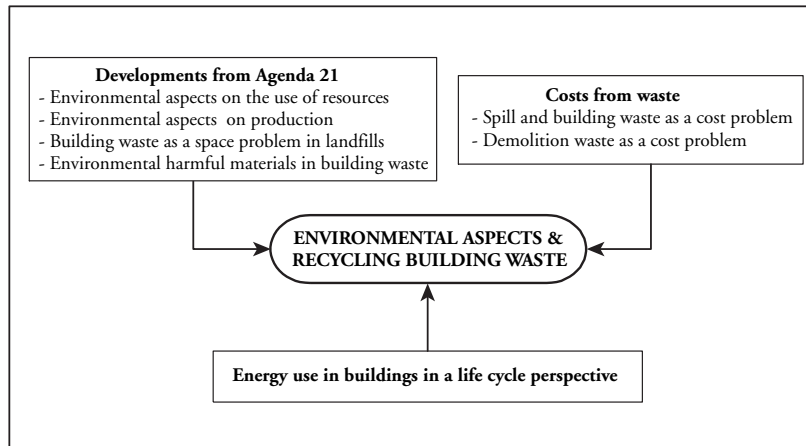 Developments from Agenda 21
- Environmental aspects on the use of resources
- Environmental aspects on production
- Building waste as a space problem in landfills
- Environmental harmful materials in building waste
Costs from waste
- Spill and building waste as a cost problem
- Demolition waste as a cost problem
ENVIRONMENTAL ASPECTS &
RECYCLING BUILDING WASTE
Energy use in buildings in a life cycle perspective